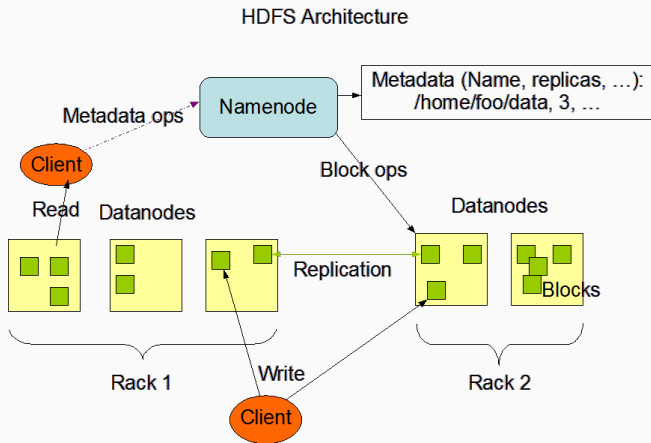 HDFS Architecture
Metadata (Name, replicas, ...):
/home/foo/data, 3, ...
Namenode
Metadata ops
Client
Block ops
Read
Datanodes
Datanodes
Replication
Blocks
Rack 1
Write
Rack 2
Client